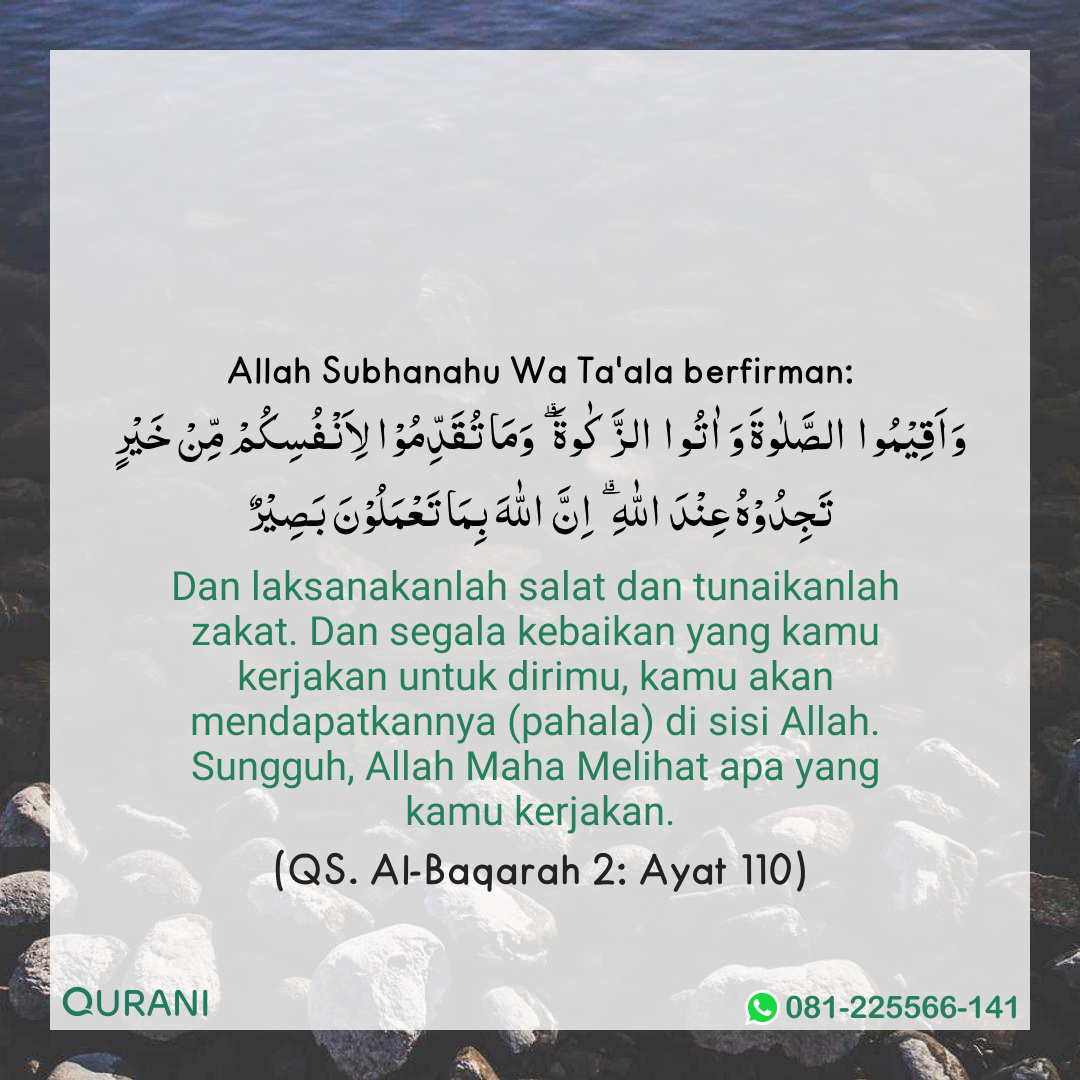 Allah Subhanahu Wa Ta'ala berfirman:
وَاَقِيْمُوا الصَّلٰوةَ وَاٰتُوا الزَّكٰوةَ ۗ وَمَا تُقَدِّمُوْا لِاَنْفُسِكُمْ مِّنْ خَيْرٍ
تَجِدُوْهُ عِنْدَ اللّٰهِ ۗ اِنَّ اللّٰهَ بِمَا تَعْمَلُوْنَ بَصِيْرٌ
Dan laksanakanlah salat dan tunaikanlah
zakat. Dan segala kebaikan yang kamu
kerjakan untuk dirimu, kamu akan
mendapatkannya (pahala) di sisi Allah.
Sungguh, Allah Maha Melihat apa yang
kamu kerjakan.
(QS. Al-Baqarah 2: Ayat 110)
QURANI
081-225566-141